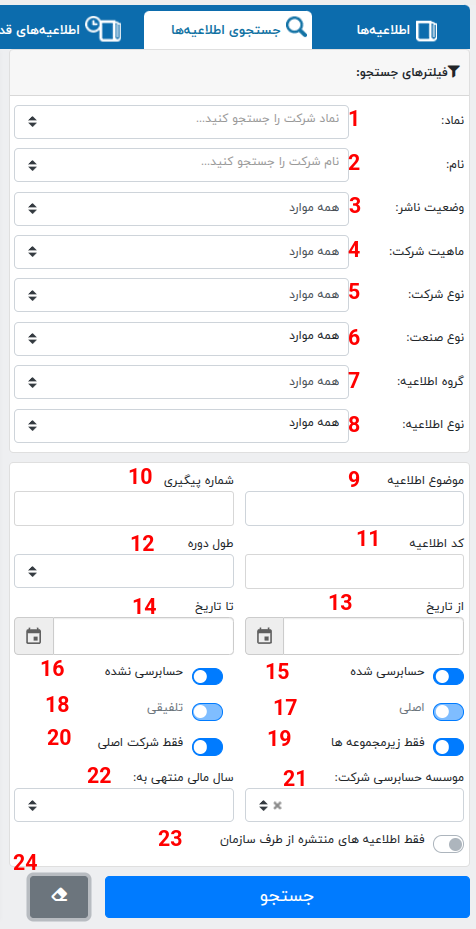 اطلاعیه‌ها جستجوی اطلاعیه‌ها اطلاعیه‌های قد
فیلترهای جستجو:
نماد: 1 نماد شرکت را جستجو کنید...
نام: 2 نام شرکت را جستجو کنید...
وضعیت ناشر: 3 همه موارد
ماهیت شرکت: 4 همه موارد
نوع شرکت: 5 همه موارد
نوع صنعت: 6 همه موارد
گروه اطلاعیه: 7 همه موارد
نوع اطلاعیه: 8 همه موارد
موضوع اطلاعیه 9 شماره پیگیری 10
کد اطلاعیه 11 طول دوره 12
از تاریخ 13 تا تاریخ 14
حسابرسی شده 15 حسابرسی نشده 16
اصلی 17 تلفیقی 18
فقط زیرمجموعه ها 19 فقط شرکت اصلی 20
موسسه حسابرسی شرکت: 21 سال مالی منتهی به: 22
فقط اطلاعیه های منتشره از طرف سازمان 23
24
جستجو